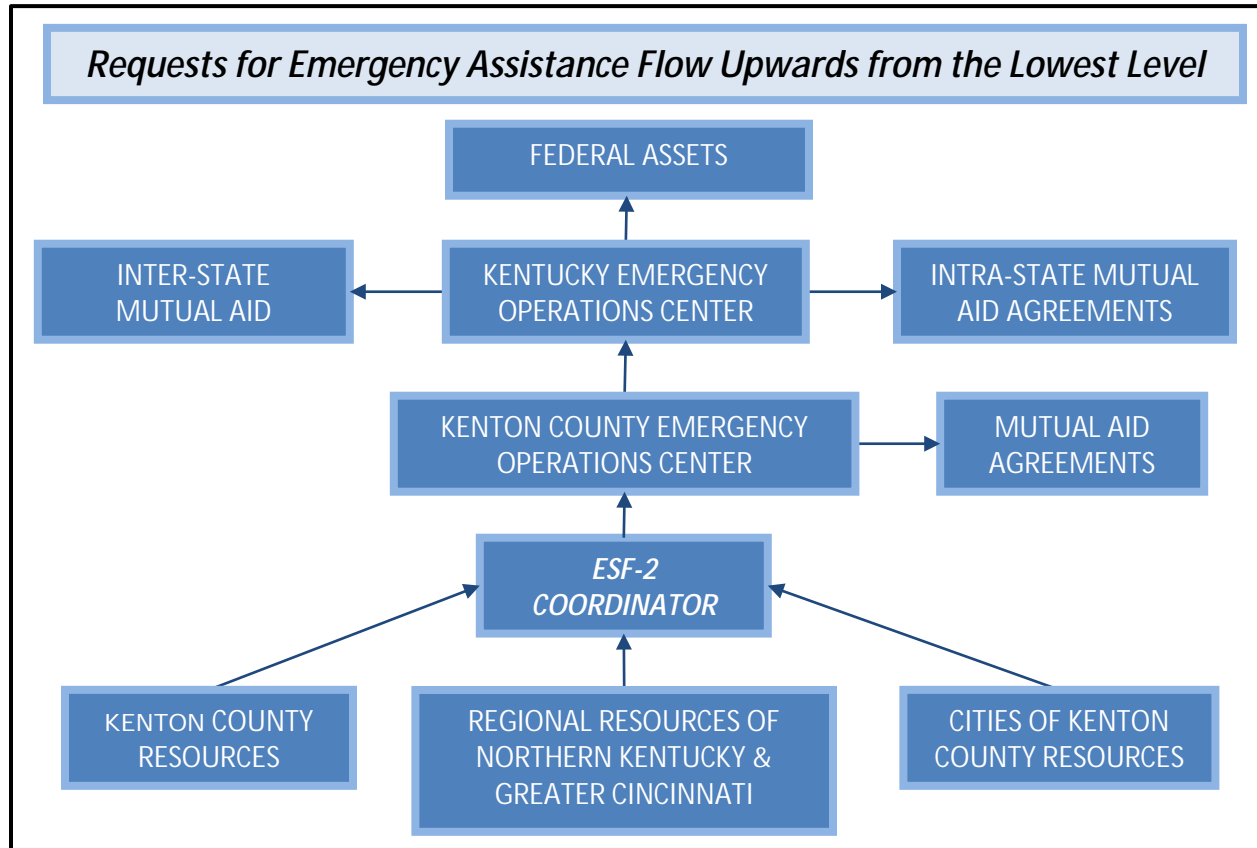 Requests for Emergency Assistance Flow Upwards from the Lowest Level
FEDERAL ASSETS
INTER-STATE
MUTUAL AID
KENTUCKY EMERGENCY
OPERATIONS CENTER
INTRA-STATE MUTUAL
AID AGREEMENTS
KENTON COUNTY EMERGENCY
OPERATIONS CENTER
MUTUAL AID
AGREEMENTS
ESF-2
COORDINATOR
KENTON COUNTY
RESOURCES
REGIONAL RESOURCES OF
NORTHERN KENTUCKY &
GREATER CINCINNATI
CITIES OF KENTON
COUNTY RESOURCES